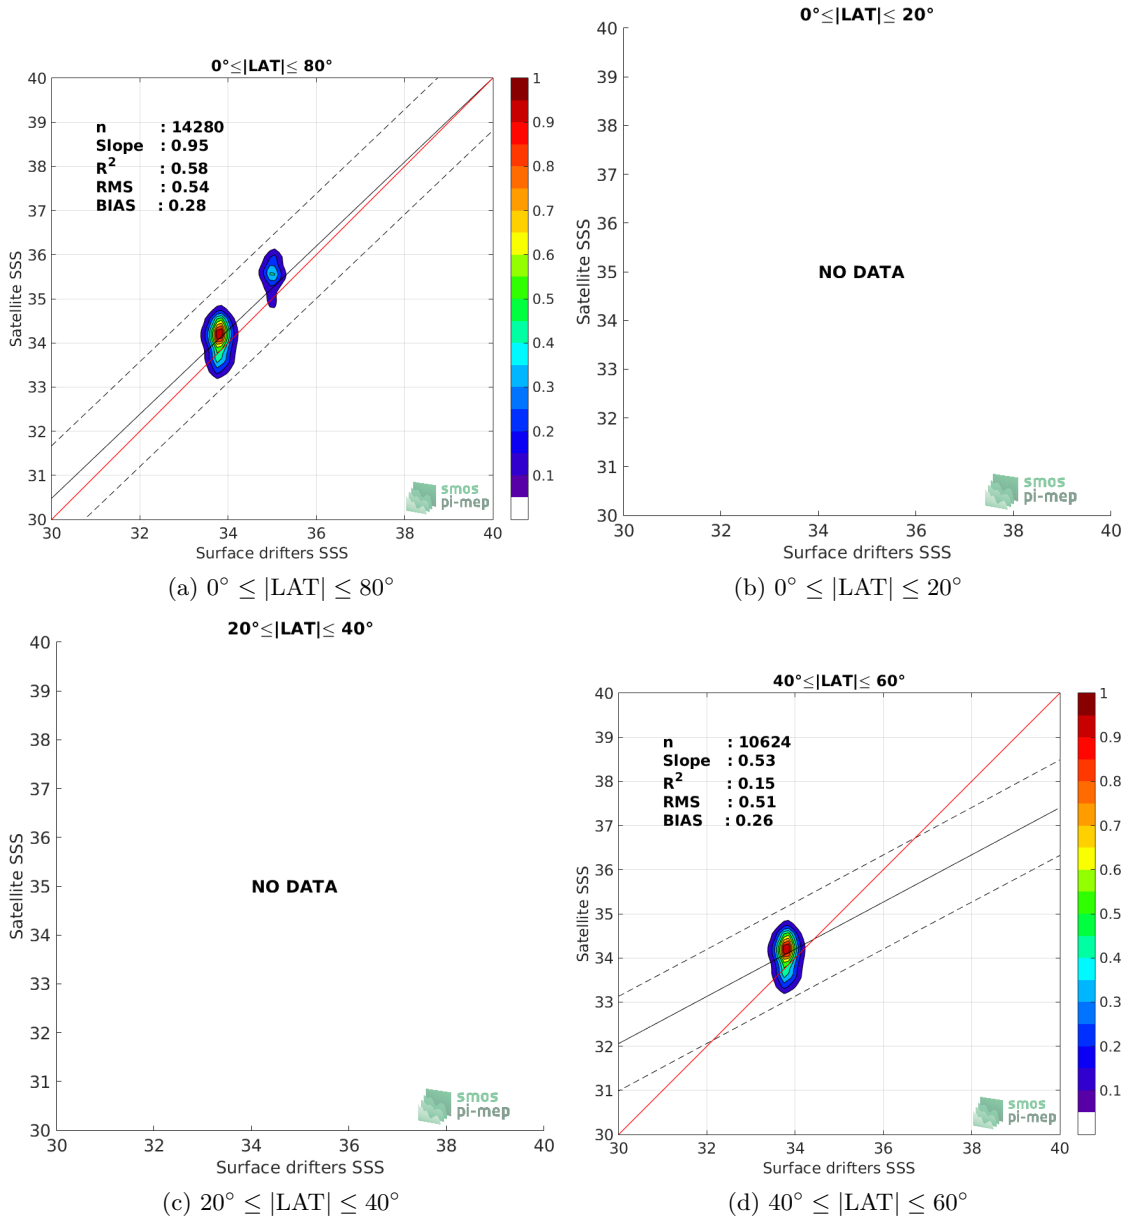 0°≤|LAT|≤ 80°
40
39
38
37
36
35
34
33
32
31
30
Satellite SSS
n : 14280
Slope : 0.95
R2 : 0.58
RMS : 0.54
BIAS : 0.28
smos
pi-mep
30 32 34 36 38 40
Surface drifters SSS
1
0.9
0.8
0.7
0.6
0.5
0.4
0.3
0.2
0.1
(a) 0° ≤ |LAT| ≤ 80°
0°≤|LAT|≤ 20°
40
39
38
37
36
35
34
33
32
31
30
Satellite SSS
NO DATA
smos
pi-mep
30 32 34 36 38 40
Surface drifters SSS
(b) 0° ≤ |LAT| ≤ 20°
20°≤|LAT|≤ 40°
40
39
38
37
36
35
34
33
32
31
30
Satellite SSS
NO DATA
smos
pi-mep
30 32 34 36 38 40
Surface drifters SSS
(c) 20° ≤ |LAT| ≤ 40°
40°≤|LAT|≤ 60°
40
39
38
37
36
35
34
33
32
31
30
Satellite SSS
n : 10624
Slope : 0.53
R2 : 0.15
RMS : 0.51
BIAS : 0.26
smos
pi-mep
30 32 34 36 38 40
Surface drifters SSS
1
0.9
0.8
0.7
0.6
0.5
0.4
0.3
0.2
0.1
(d) 40° ≤ |LAT| ≤ 60°